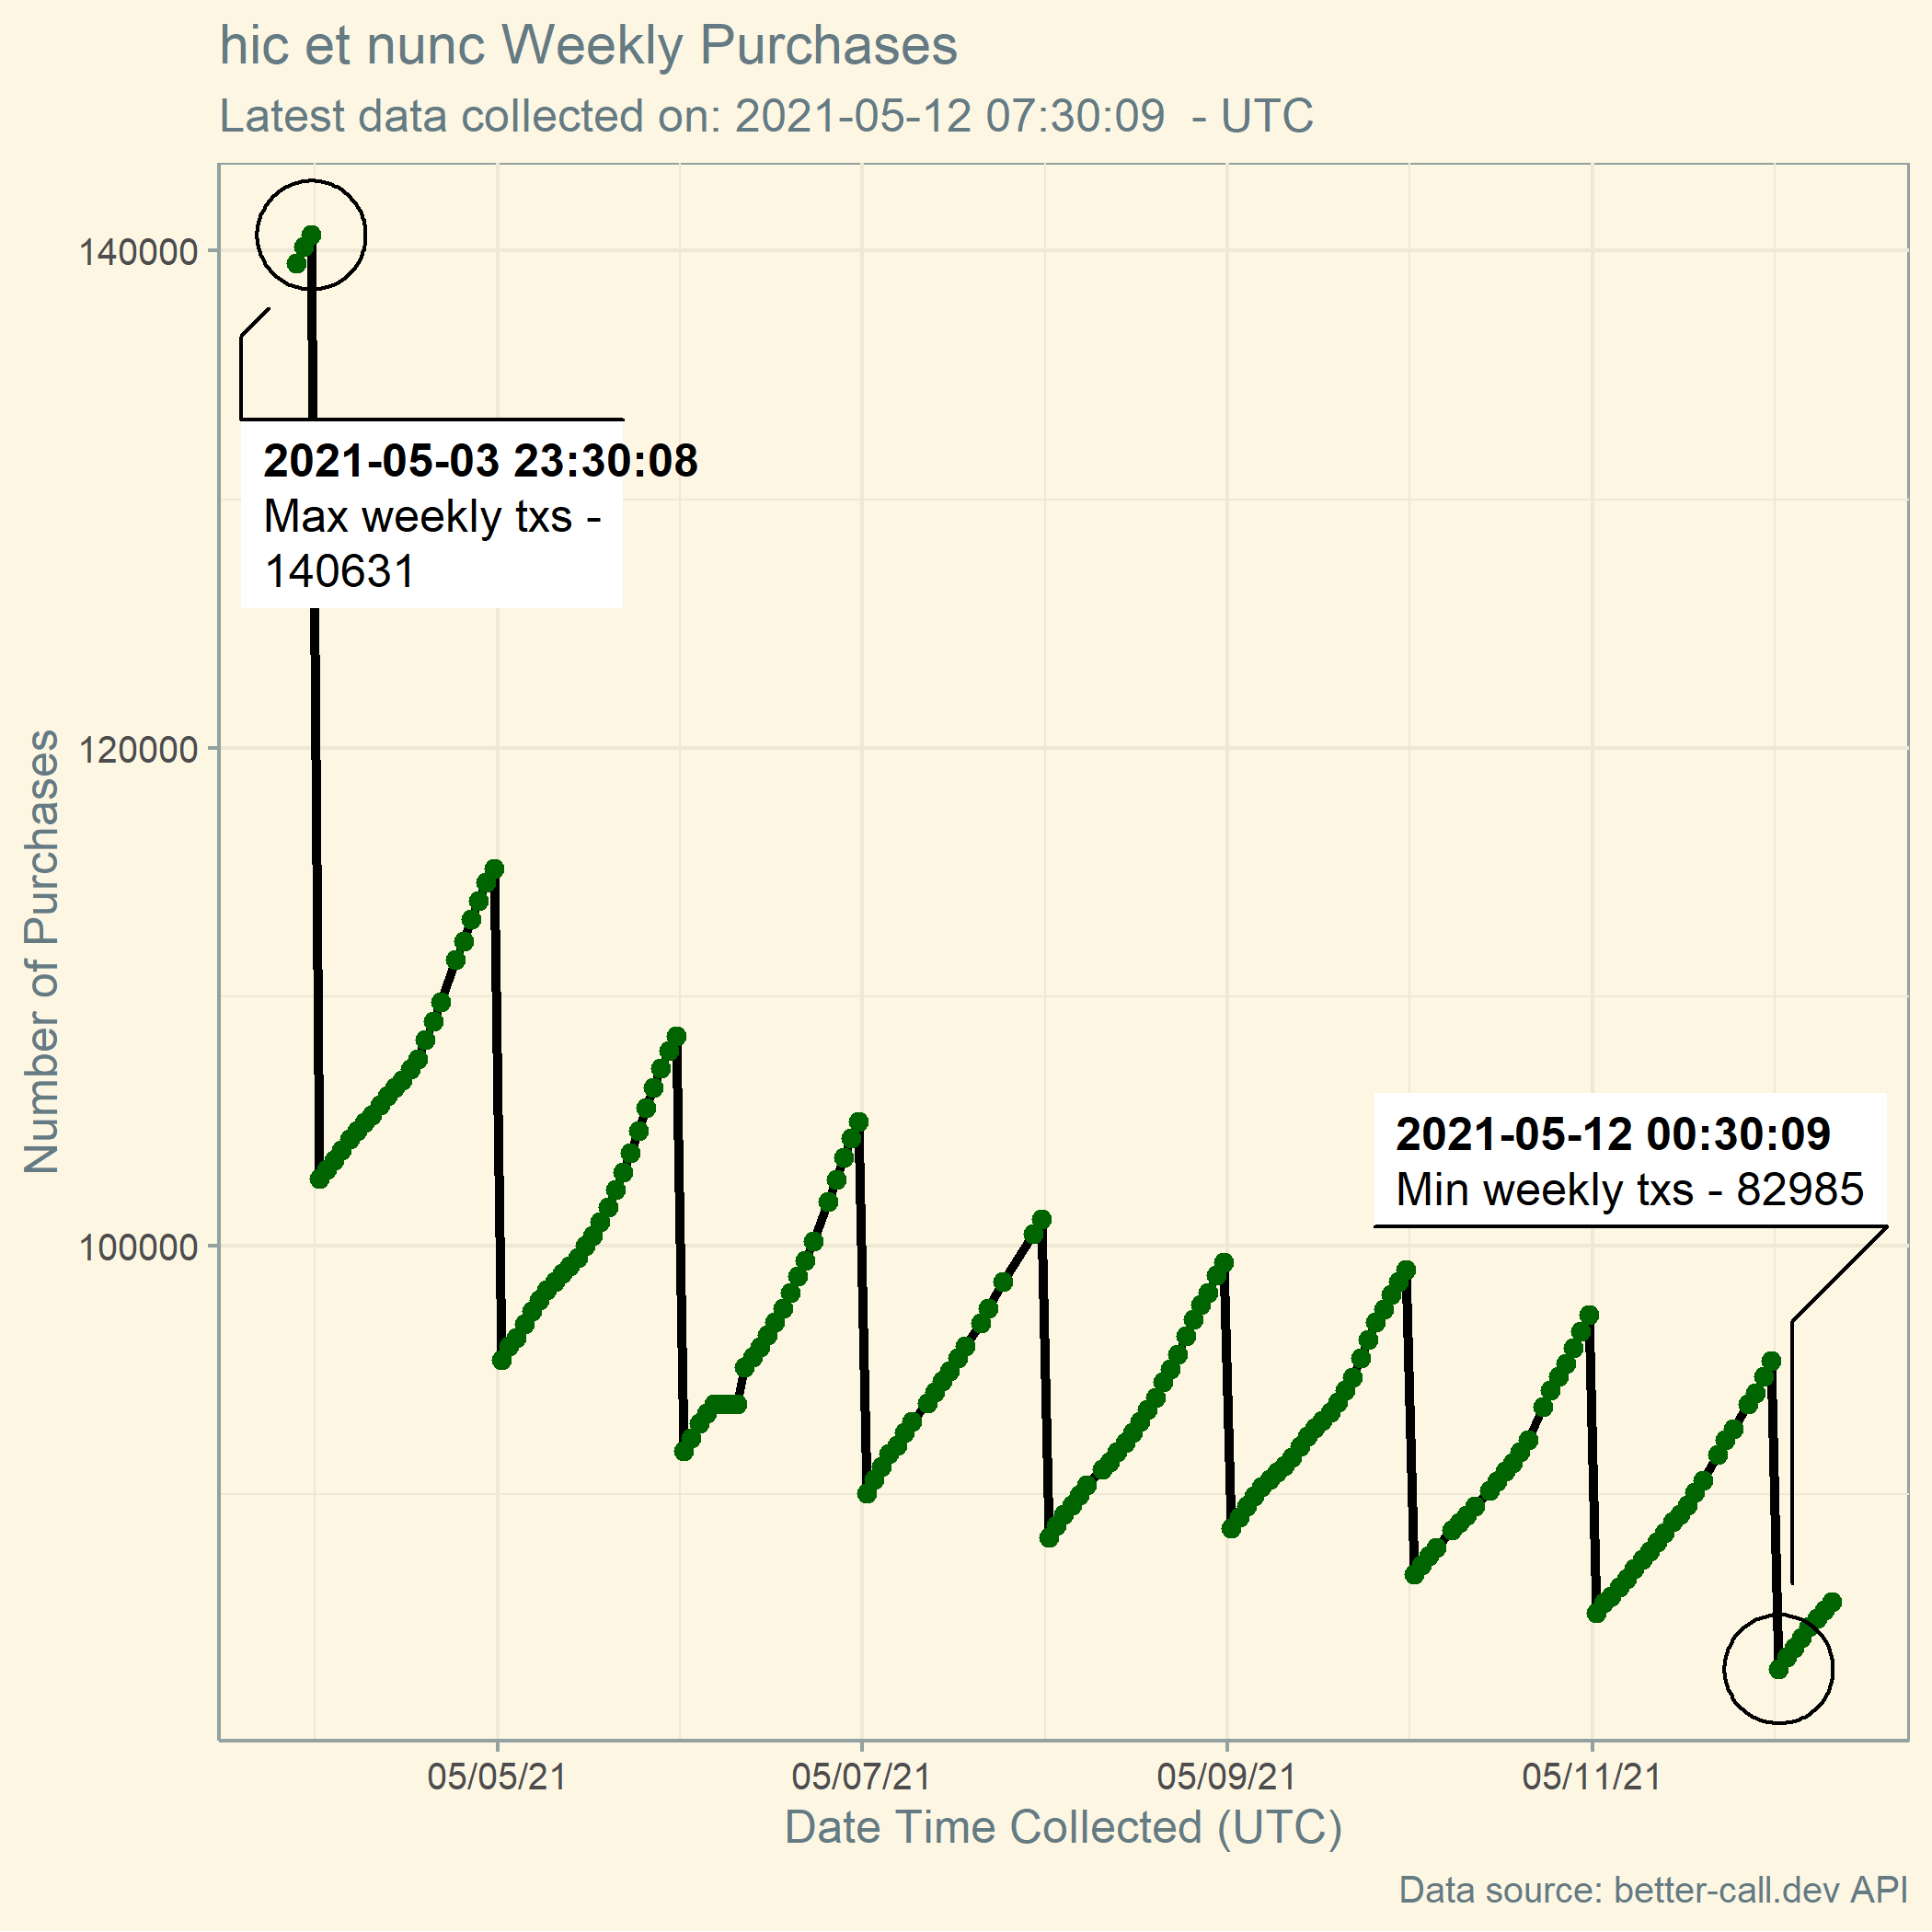 hic et nunc Weekly Purchases
Latest data collected on: 2021-05-12 07:30:09  - UTC
140000
2021-05-03 23:30:08
Max weekly txs -
140631
120000
Number of Purchases
2021-05-12 00:30:09
Min weekly txs - 82985
100000
05/05/21
05/07/21
05/09/21
05/11/21
Date Time Collected (UTC)
Data source: better-call.dev API